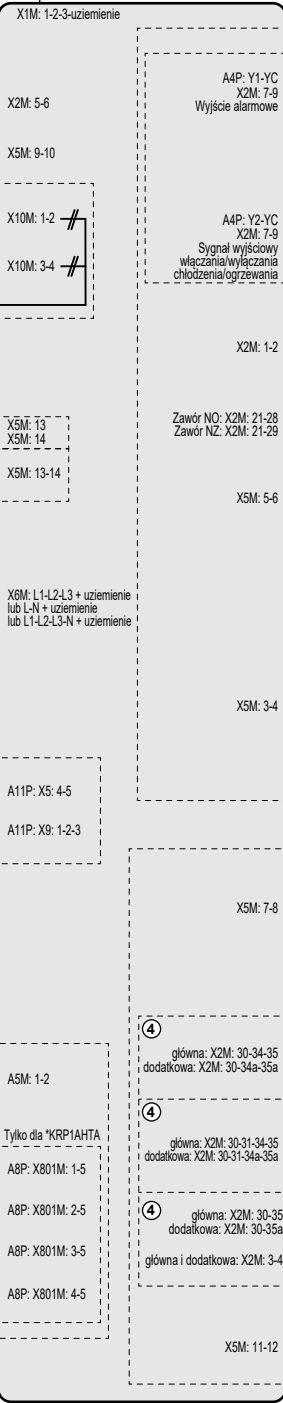 X1M: 1-2-3-uziemienie
X2M: 5-6
X5M: 9-10
X10M: 1-2
X10M: 3-4
X5M: 13
X5M: 14
X5M: 13-14
X6M: L1-L2-L3 + uziemienie
lub L-N + uziemienie
lub L1-L2-L3-N + uziemienie
A11P: X5: 4-5
A11P: X9: 1-2-3
A5M: 1-2
Tylko dla *KRP1AHTA
A8P: X801M: 1-5
A8P: X801M: 2-5
A8P: X801M: 3-5
A8P: X801M: 4-5
A4P: Y1-YC
X2M: 7-9
Wyjście alarmowe
A4P: Y2-YC
X2M: 7-9
Sygnał wyjściowy
włączania/wyłączania
chłodzenia/ogrzewania
X2M: 1-2
Zawór NO: X2M: 21-28
Zawór NZ: X2M: 21-29
X5M: 5-6
X5M: 3-4
X5M: 7-8
4
główna: X2M: 30-34-35
dodatkowa: X2M: 30-34a-35a
4
główna: X2M: 30-31-34-35
dodatkowa: X2M: 30-31-34a-35a
4
główna: X2M: 30-35
dodatkowa: X2M: 30-35a
główna i dodatkowa: X2M: 3-4
X5M: 11-12